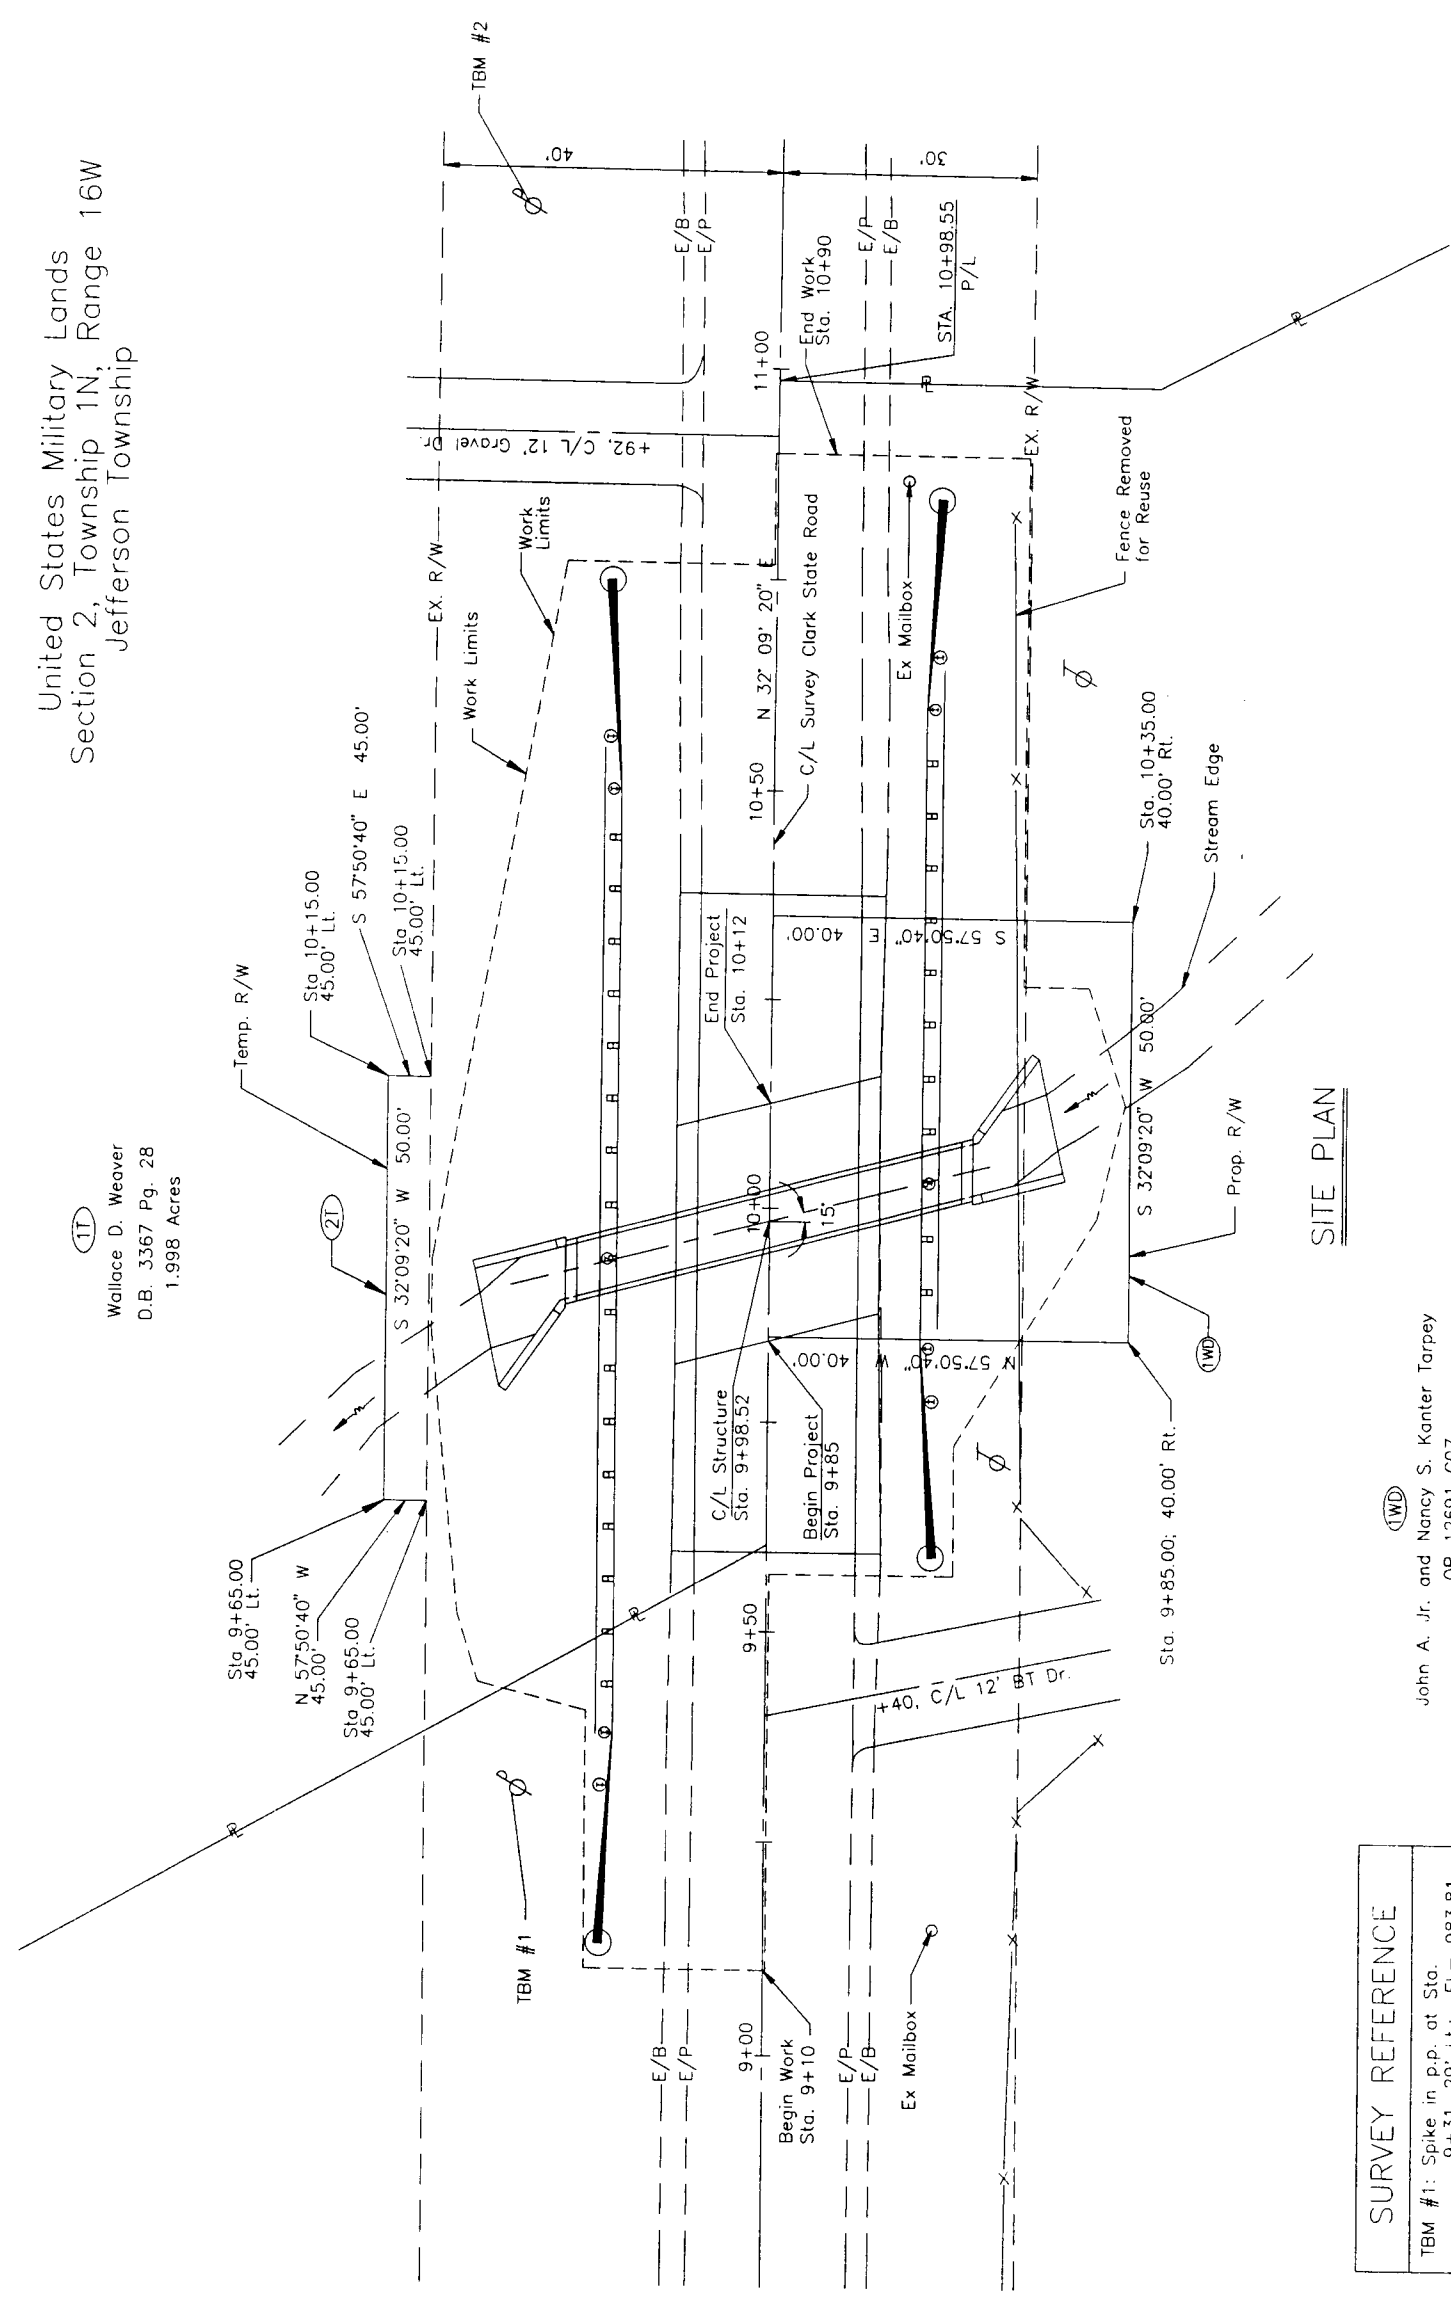 United States Military Lands
Section 2, Township 1N, Range 16W
Jefferson Township
1T
Wallace D. Weaver
D.B. 3367 Pg. 28
1.998 Acres
Temp. R/W
2T
Sta 10+15.00
45.00' Lt.
S 57°50'40" E 45.00'
Sta 10+15.00
45.00' Lt.
S 32°09'20" W 50.00'
Sta 9+65.00
45.00' Lt.
N 57°50'40" W
45.00'
Sta 9+65.00
45.00' Lt.
EX. R/W
Work Limits
Work
Limits
TBM #1
TBM #2
40'
30'
+92, C/L 12' Gravel Dr.
E/B
E/P
E/B
E/P
9+00
9+50
10+00
10+50
11+00
N 32° 09' 20" E
C/L Survey Clark State Road
End Work
Sta. 10+90
STA. 10+98.55
P/L
End Project
Sta. 10+12
15°
C/L Structure
Sta. 9+98.52
Begin Project
Sta. 9+85
Begin Work
Sta. 9+10
S 57°50'40" E 40.00'
N 57°50'40" W 40.00'
E/P
E/B
E/P
E/B
+40, C/L 12' BT Dr.
Ex Mailbox
Ex Mailbox
EX. R/W
Fence Removed
for Reuse
Sta. 10+35.00
40.00' Rt.
Stream Edge
S 32°09'20" W 50.00'
Prop. R/W
1WD
Sta. 9+85.00; 40.00' Rt.
SITE PLAN
1WD
John A. Jr. and Nancy S. Kanter Tarpey
SURVEY REFERENCE
TBM #1: Spike in p.p. at Sta.